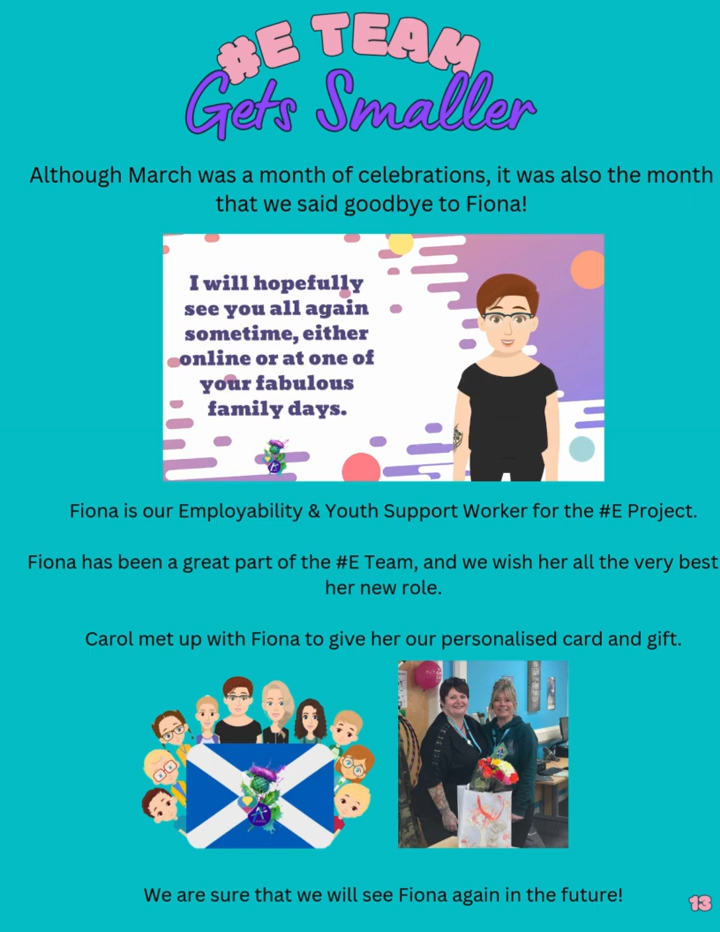 #E TEAM
Gets Smaller
Although March was a month of celebrations, it was also the month
that we said goodbye to Fiona!
I will hopefully
see you all again
sometime, either
online or at one of
your fabulous
family days.
Fiona is our Employability & Youth Support Worker for the #E Project.
Fiona has been a great part of the #E Team, and we wish her all the very best
her new role.
Carol met up with Fiona to give her our personalised card and gift.
We are sure that we will see Fiona again in the future!
13